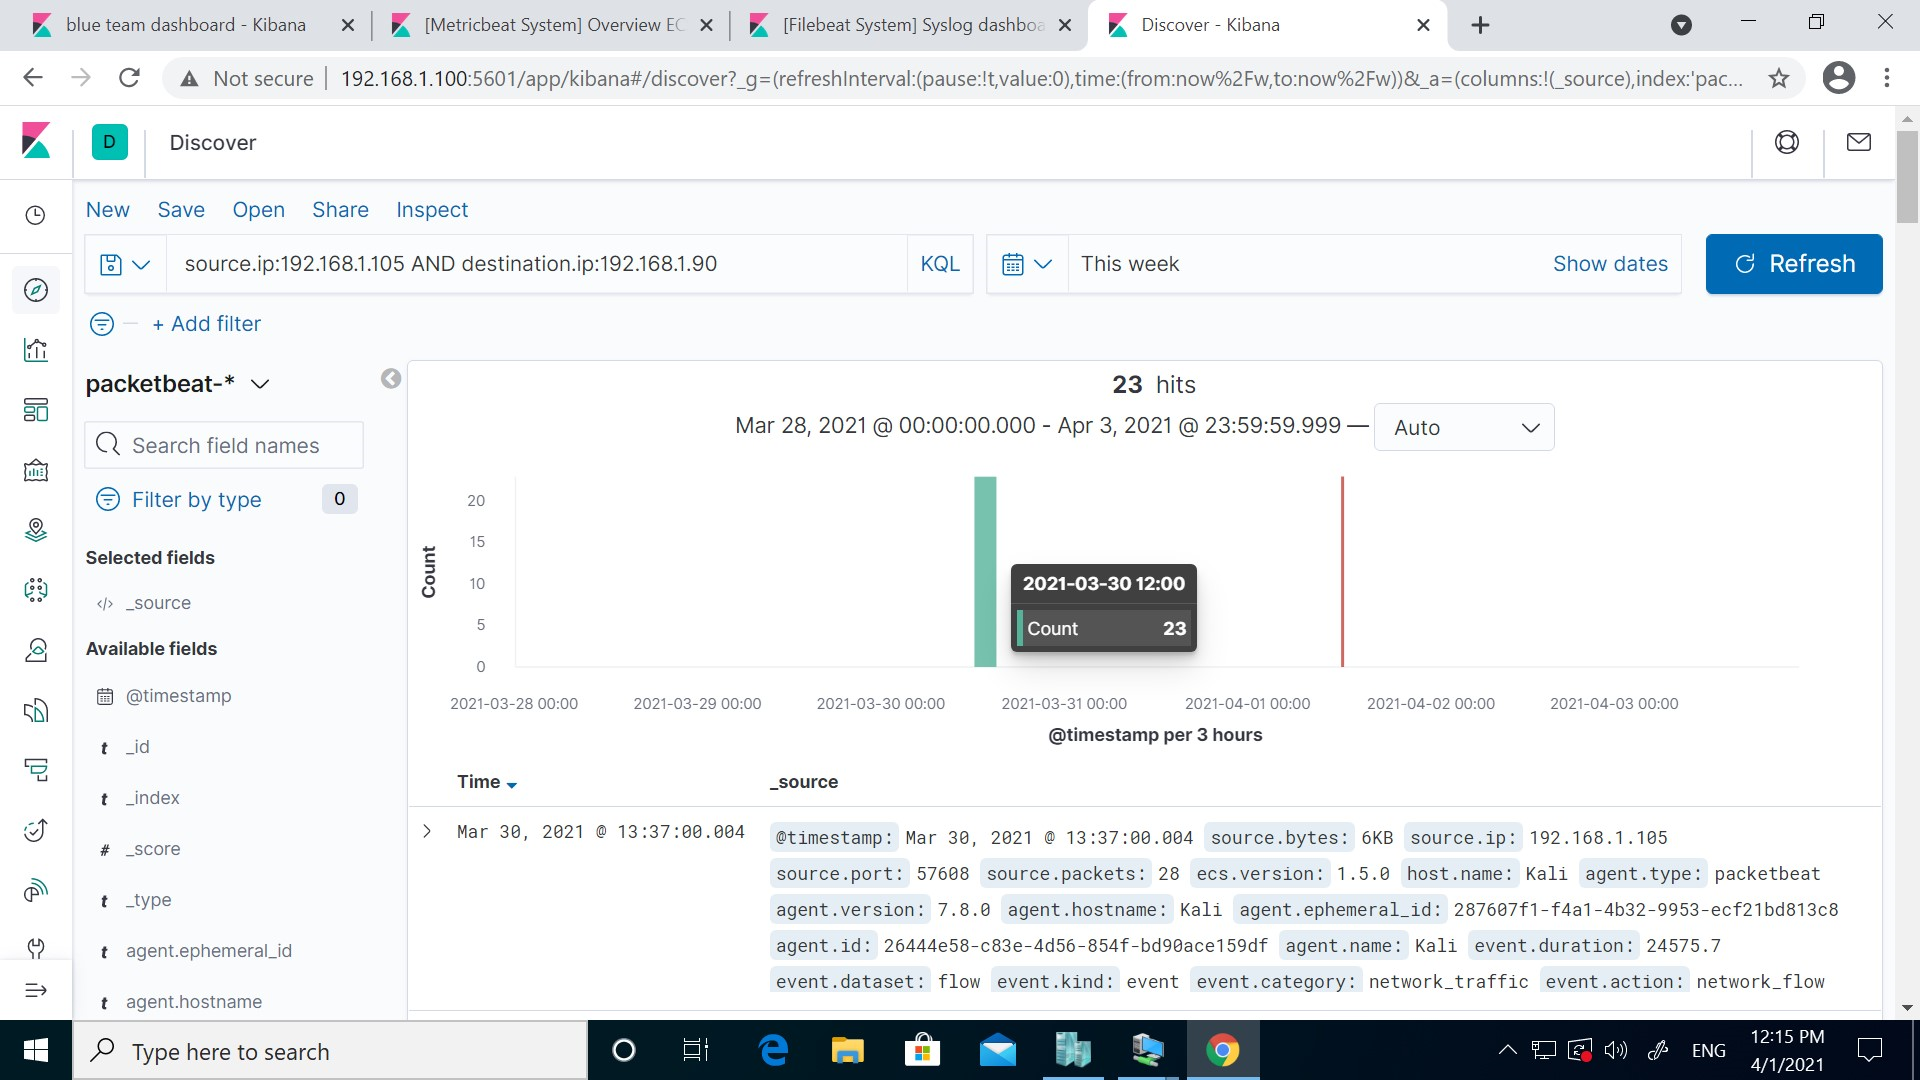 blue team dashboard - Kibana
[Metricbeat System] Overview EC
[Filebeat System] Syslog dashboa
Discover - Kibana
Not secure
192.168.1.100:5601/app/kibana#/discover?_g=(refreshInterval:(pause:!t,value:0),time:(from:now%2Fw,to:now%2Fw))&_a=(columns:!(_source),index:'pac...
D
Discover
New Save Open Share Inspect
source.ip:192.168.1.105 AND destination.ip:192.168.1.90
KQL
This week
Show dates
Refresh
+ Add filter
packetbeat-*
Search field names
Filter by type
0
Selected fields
_source
Available fields
@timestamp
t _id
t _index
# _score
t _type
t agent.ephemeral_id
t agent.hostname
23 hits
Mar 28, 2021 @ 00:00:00.000 - Apr 3, 2021 @ 23:59:59.999 —
Auto
Count
20
15
10
5
0
2021-03-30 12:00
Count 23
2021-03-28 00:00 2021-03-29 00:00 2021-03-30 00:00 2021-03-31 00:00 2021-04-01 00:00 2021-04-02 00:00 2021-04-03 00:00
@timestamp per 3 hours
Time _source
Mar 30, 2021 @ 13:37:00.004
@timestamp: Mar 30, 2021 @ 13:37:00.004 source.bytes: 6KB source.ip: 192.168.1.105
source.port: 57608 source.packets: 28 ecs.version: 1.5.0 host.name: Kali agent.type: packetbeat
agent.version: 7.8.0 agent.hostname: Kali agent.ephemeral_id: 287607f1-f4a1-4b32-9953-ecf21bd813c8
agent.id: 26444e58-c83e-4d56-854f-bd90ace159df agent.name: Kali event.duration: 24575.7
event.dataset: flow event.kind: event event.category: network_traffic event.action: network_flow
Type here to search
ENG
12:15 PM
4/1/2021